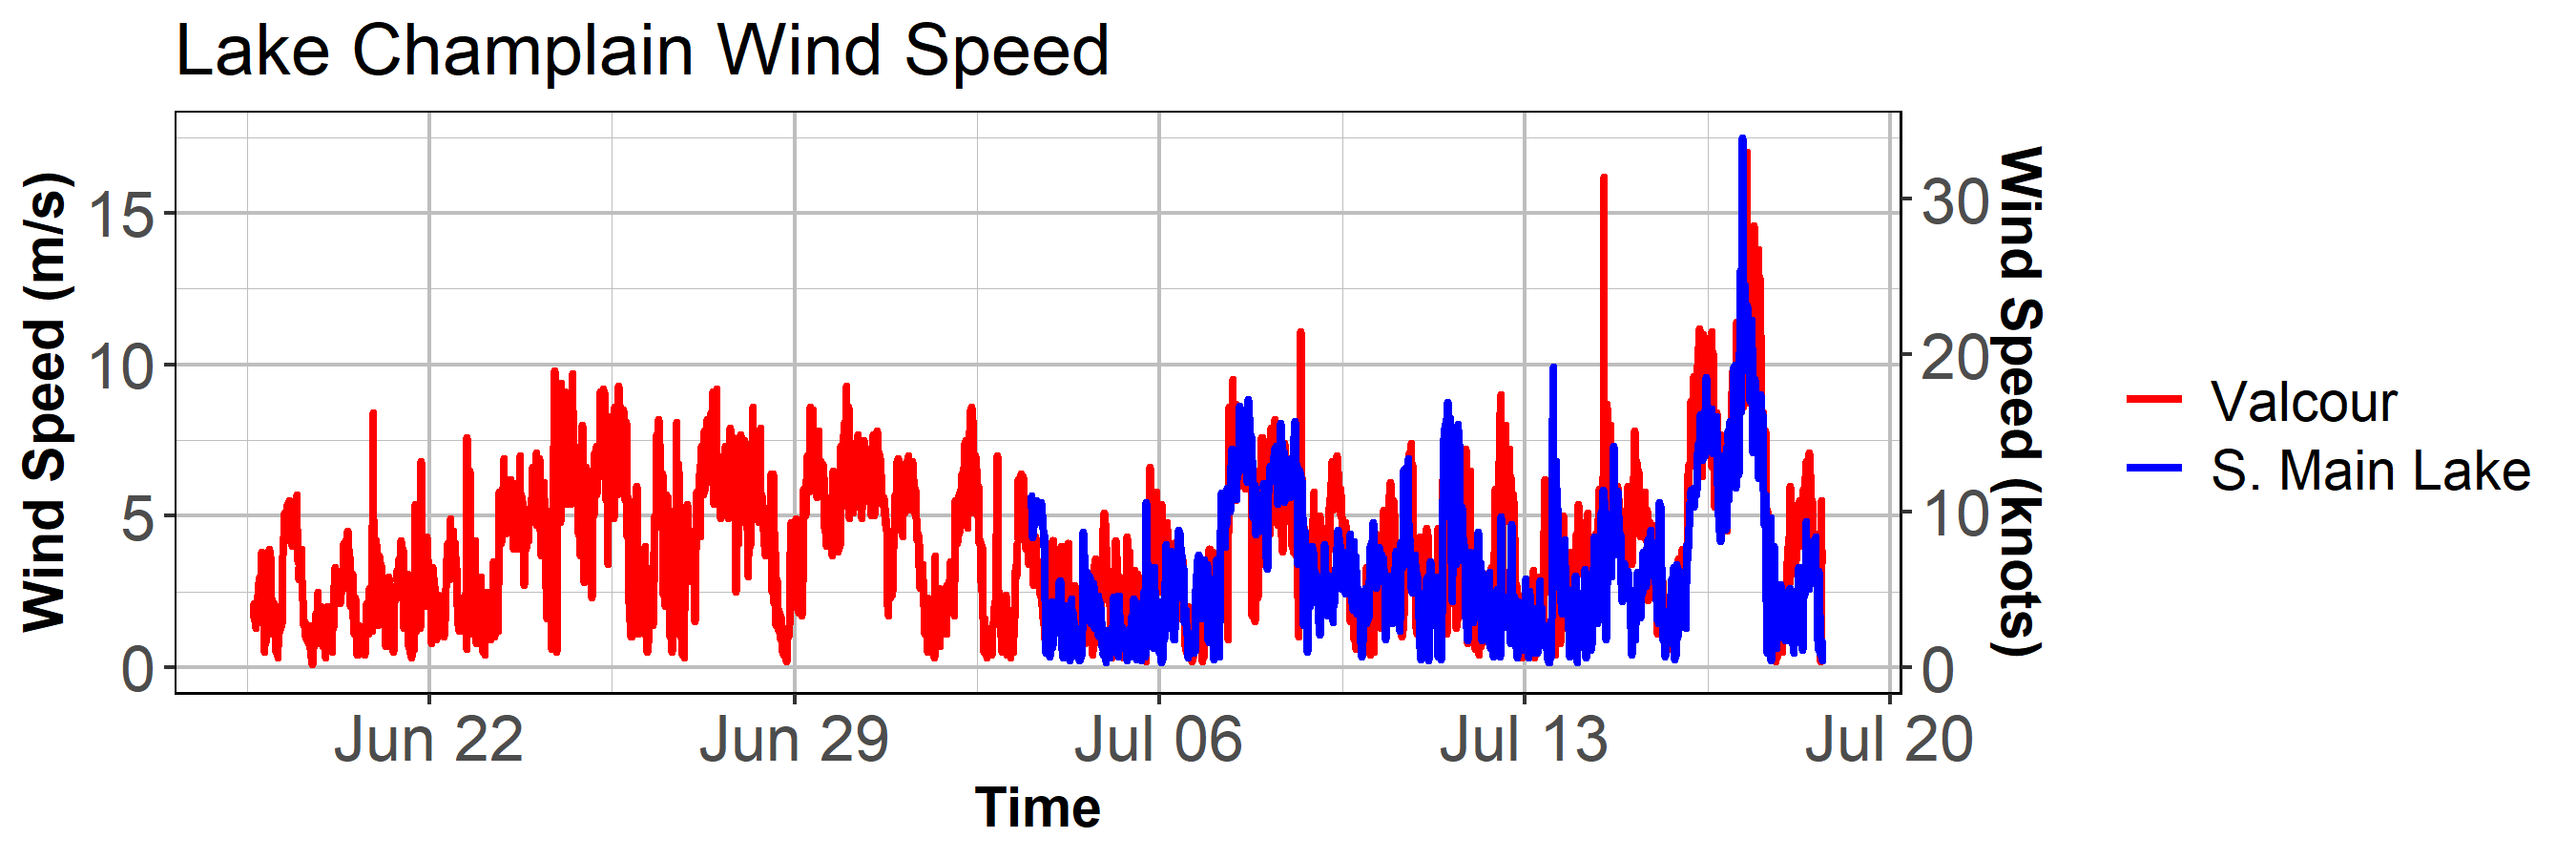 Lake Champlain Wind Speed
Wind Speed (m/s)
15
10
5
0
30
20
10
0
Wind Speed (knots)
Jun 22
Jun 29
Jul 06
Jul 13
Jul 20
Time
Valcour
S. Main Lake